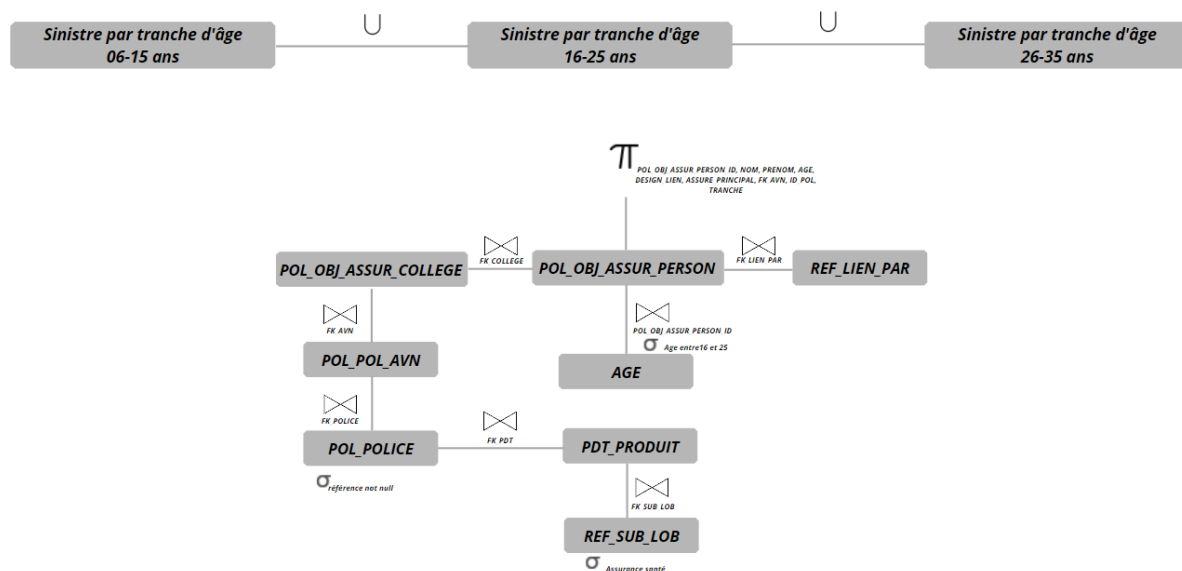 Sinistre par tranche d'âge
06-15 ans
U
Sinistre par tranche d'âge
16-25 ans
U
Sinistre par tranche d'âge
26-35 ans
π
POL OBJ ASSUR PERSON ID, NOM, PRENOM, AGE,
DESIGN LIEN, ASSURE PRINCIPAL, FK AVN, ID POL,
TRANCHE
POL_OBJ_ASSUR_COLLEGE
FK COLLEGE
POL_OBJ_ASSUR_PERSON
FK LIEN PAR
REF_LIEN_PAR
FK AVN
POL OBJ ASSUR PERSON ID
σ Age entre16 et 25
POL_POL_AVN
AGE
FK POLICE
FK PDT
POL_POLICE
PDT_PRODUIT
σ référence not null
FK SUB LOB
REF_SUB_LOB
σ Assurance santé